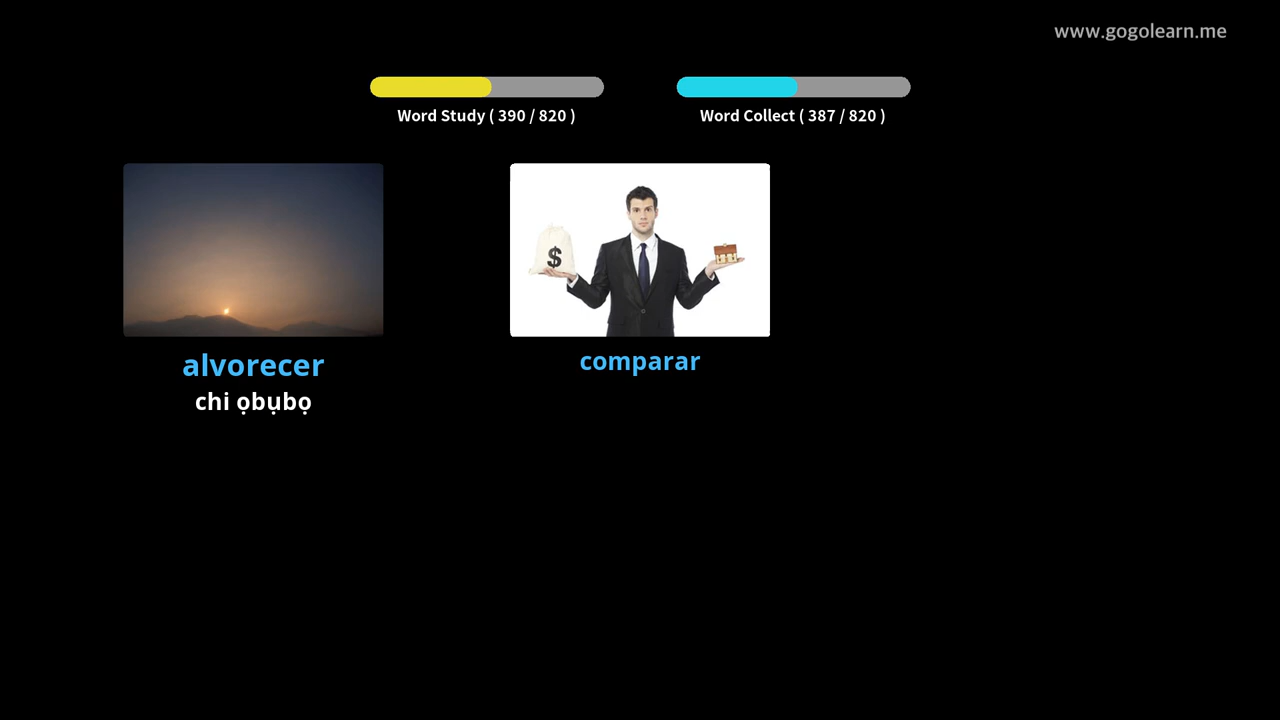 www.gogolearn.me
Word Study ( 390 / 820 )
Word Collect ( 387 / 820 )
$
alvorecer
chi ọbụbọ
comparar